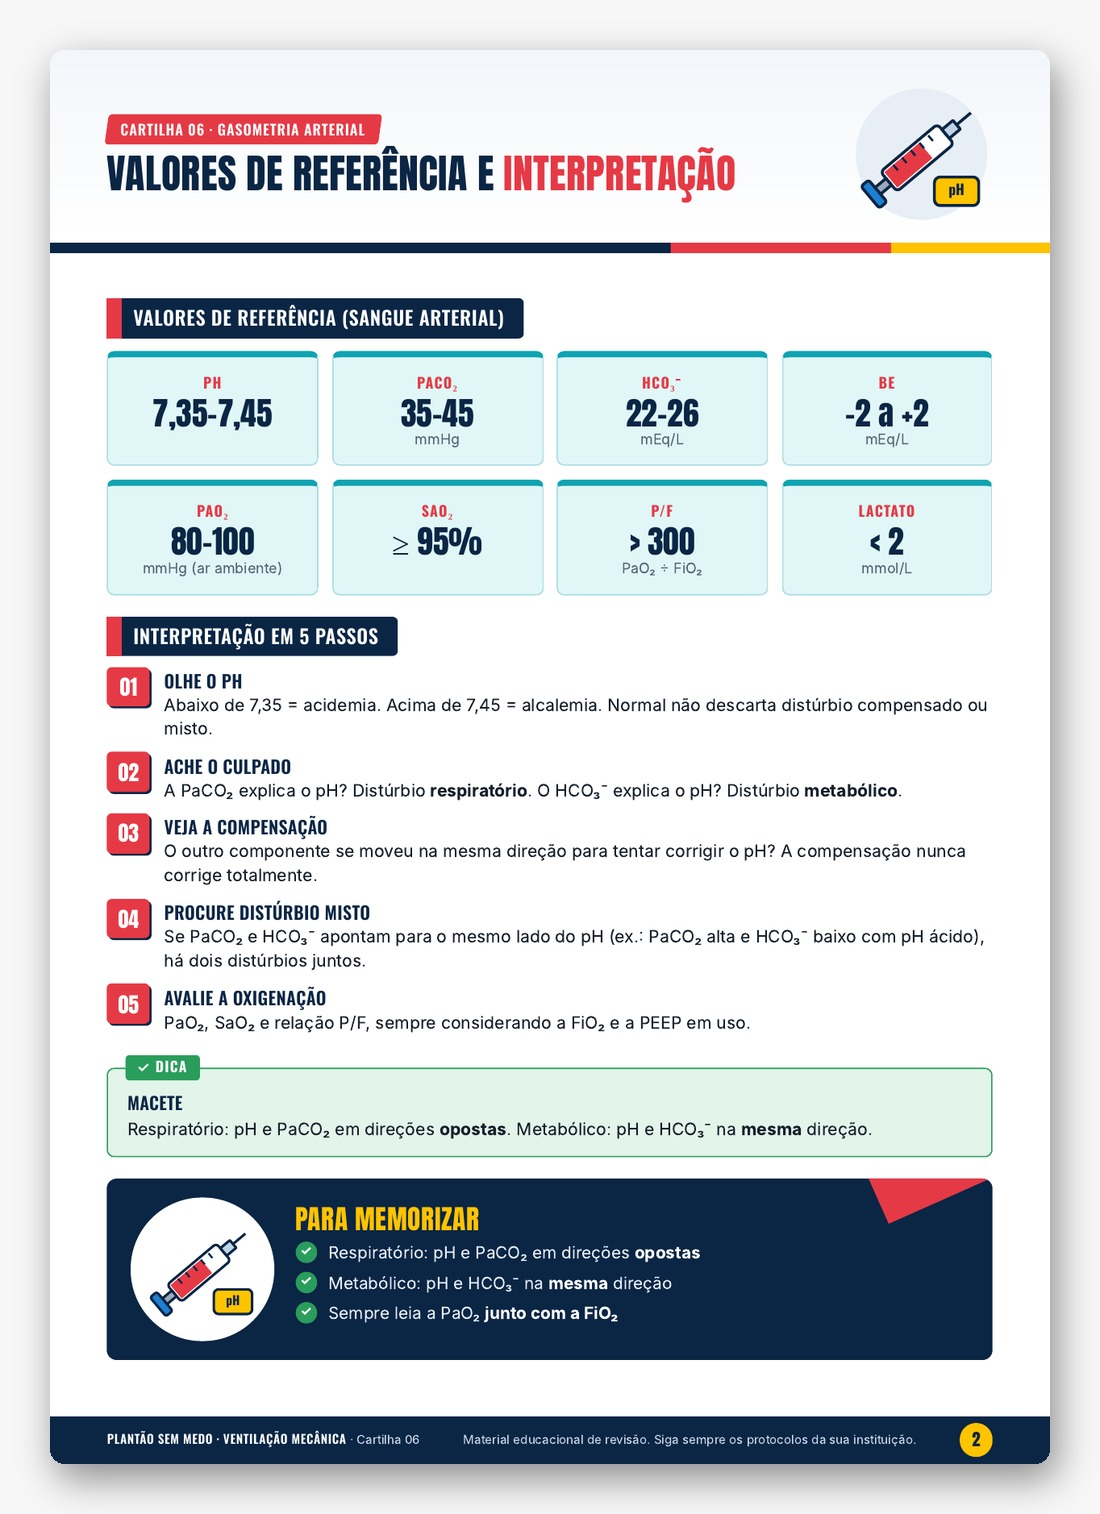 CARTILHA 06 · GASOMETRIA ARTERIAL
VALORES DE REFERÊNCIA E INTERPRETAÇÃO
pH
VALORES DE REFERÊNCIA (SANGUE ARTERIAL)
PH
7,35-7,45
PACO₂
35-45
mmHg
HCO₃⁻
22-26
mEq/L
BE
-2 a +2
mEq/L
PAO₂
80-100
mmHg (ar ambiente)
SAO₂
≥ 95%
P/F
> 300
PaO₂ ÷ FiO₂
LACTATO
< 2
mmol/L
INTERPRETAÇÃO EM 5 PASSOS
01
OLHE O PH
Abaixo de 7,35 = acidemia. Acima de 7,45 = alcalemia. Normal não descarta distúrbio compensado ou
misto.
02
ACHE O CULPADO
A PaCO₂ explica o pH? Distúrbio respiratório. O HCO₃⁻ explica o pH? Distúrbio metabólico.
03
VEJA A COMPENSAÇÃO
O outro componente se moveu na mesma direção para tentar corrigir o pH? A compensação nunca
corrige totalmente.
04
PROCURE DISTÚRBIO MISTO
Se PaCO₂ e HCO₃⁻ apontam para o mesmo lado do pH (ex.: PaCO₂ alta e HCO₃⁻ baixo com pH ácido),
há dois distúrbios juntos.
05
AVALIE A OXIGENAÇÃO
PaO₂, SaO₂ e relação P/F, sempre considerando a FiO₂ e a PEEP em uso.
✓ DICA
MACETE
Respiratório: pH e PaCO₂ em direções opostas. Metabólico: pH e HCO₃⁻ na mesma direção.
pH
PARA MEMORIZAR
Respiratório: pH e PaCO₂ em direções opostas
Metabólico: pH e HCO₃⁻ na mesma direção
Sempre leia a PaO₂ junto com a FiO₂
PLANTÃO SEM MEDO · VENTILAÇÃO MECÂNICA · Cartilha 06
Material educacional de revisão. Siga sempre os protocolos da sua instituição.
2